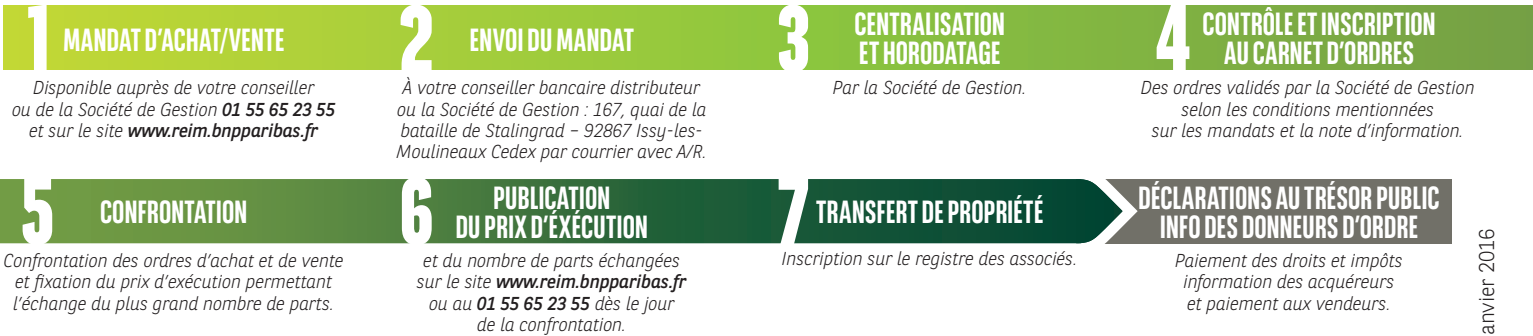 1 MANDAT D'ACHAT/VENTE
Disponible auprès de votre conseiller
ou de la Société de Gestion 01 55 65 23 55
et sur le site www.reim.bnpparibas.fr
2 ENVOI DU MANDAT
À votre conseiller bancaire distributeur
ou la Société de Gestion : 167, quai de la
bataille de Stalingrad – 92867 Issy-les-
Moulineaux Cedex par courrier avec A/R.
3 CENTRALISATION
ET HORODATAGE
Par la Société de Gestion.
4 CONTRÔLE ET INSCRIPTION
AU CARNET D'ORDRES
Des ordres validés par la Société de Gestion
selon les conditions mentionnées
sur les mandats et la note d'information.
5 CONFRONTATION
Confrontation des ordres d'achat et de vente
et fixation du prix d'exécution permettant
l'échange du plus grand nombre de parts.
6 PUBLICATION
DU PRIX D'ÉXÉCUTION
et du nombre de parts échangées
sur le site www.reim.bnpparibas.fr
ou au 01 55 65 23 55 dès le jour
de la confrontation.
7 TRANSFERT DE PROPRIÉTÉ
Inscription sur le registre des associés.
DÉCLARATIONS AU TRÉSOR PUBLIC
INFO DES DONNEURS D'ORDRE
Paiement des droits et impôts
information des acquéreurs
et paiement aux vendeurs.
anvier 2016